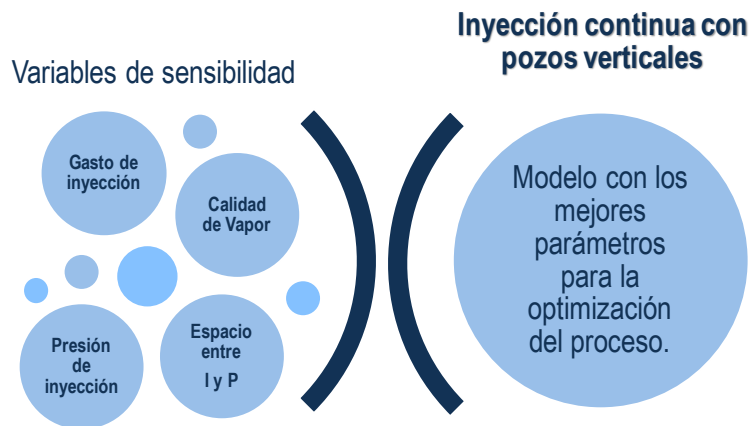 Inyección continua con
pozos verticales
Variables de sensibilidad
Gasto de
inyección
Calidad
de Vapor
Presión
de
inyección
Espacio
entre
I y P
Modelo con los
mejores
parámetros
para la
optimización
del proceso.